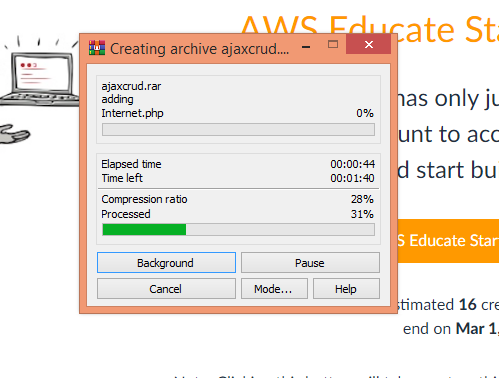 AWS Educate Sta
Creating archive ajaxcrud....
ajaxcrud.rar
adding
Internet.php 0%
has only ju
unt to acc
d start bu
Elapsed time 00:00:44
Time left 00:01:40
Compression ratio 28%
Processed 31%
S Educate Star
Background Pause
Cancel Mode... Help
stimated 16 cre
end on Mar 1,